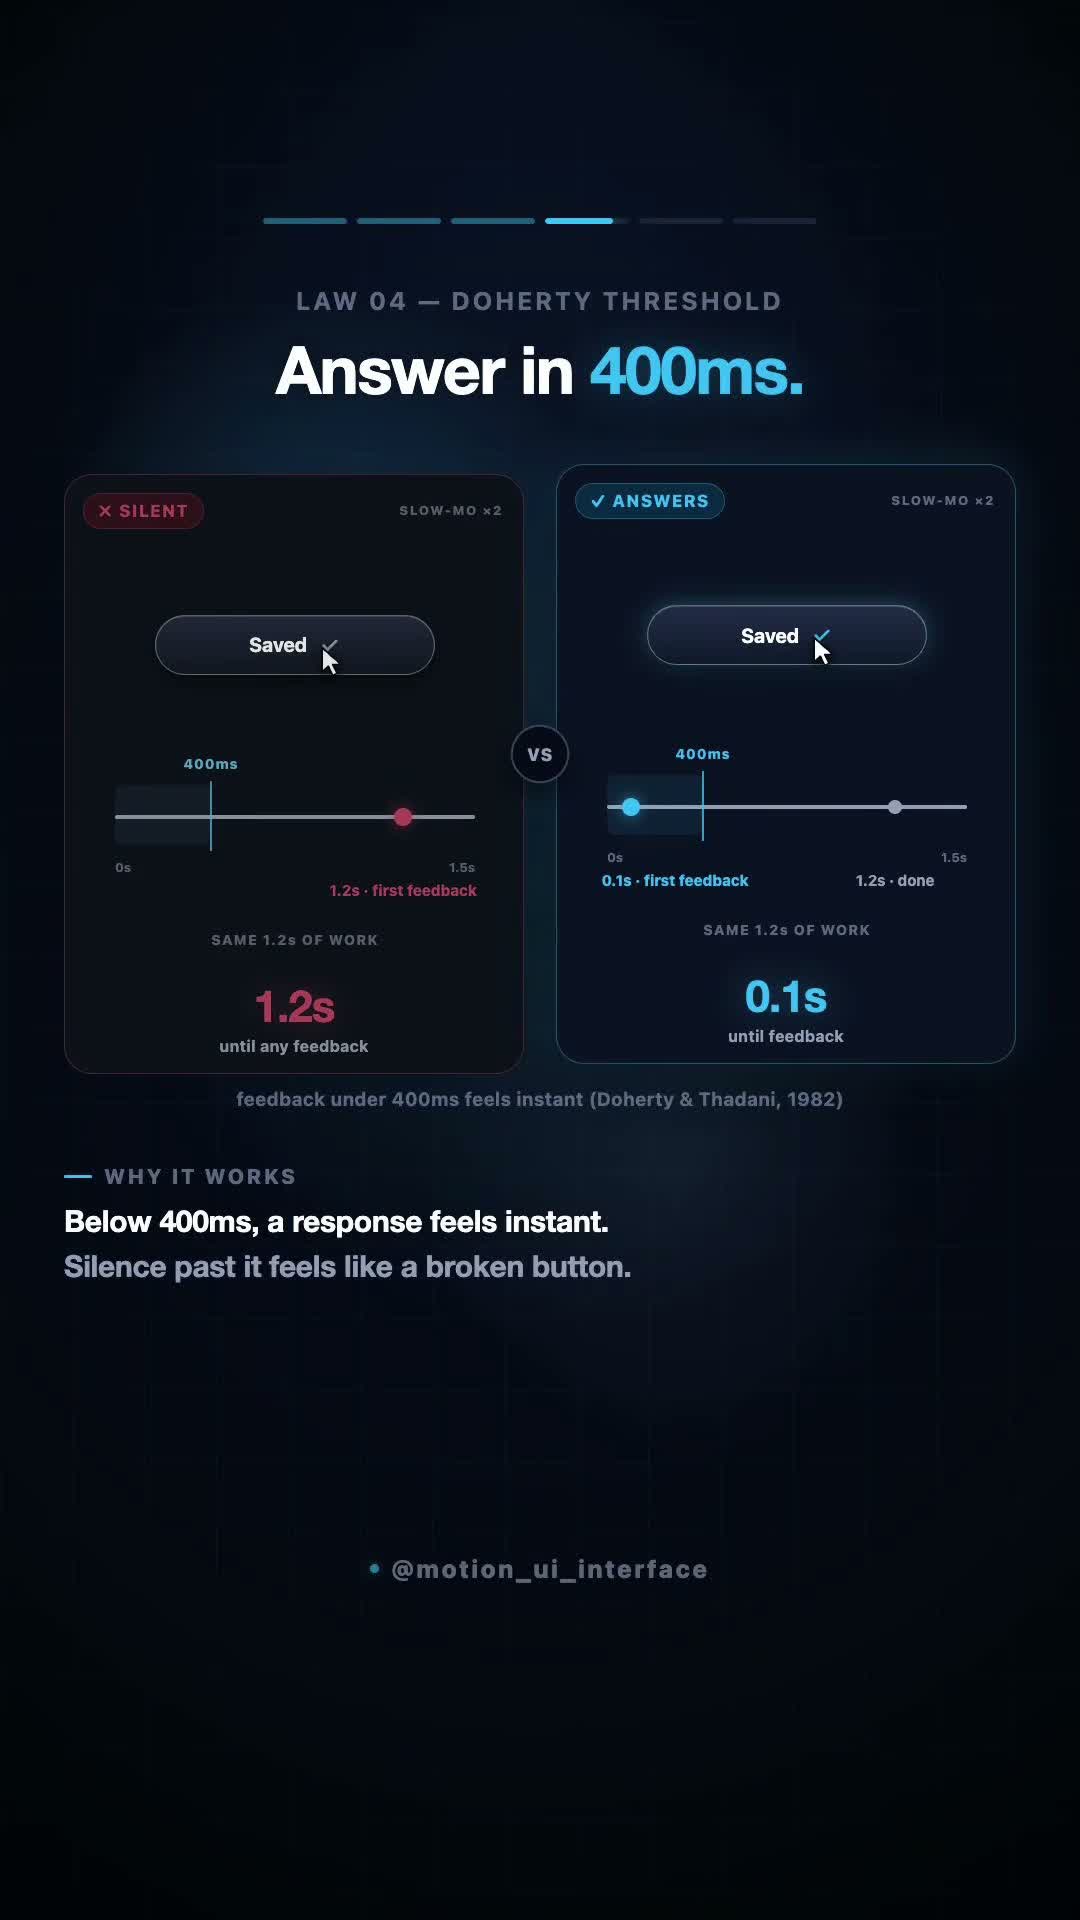 LAW 04 — DOHERTY THRESHOLD
Answer in 400ms.
✕ SILENT
SLOW-MO ×2
Saved ✓
400ms
0s
1.5s
1.2s · first feedback
SAME 1.2s OF WORK
1.2s
until any feedback
VS
✓ ANSWERS
SLOW-MO ×2
Saved ✓
400ms
0s
1.5s
0.1s · first feedback
1.2s · done
SAME 1.2s OF WORK
0.1s
until feedback
feedback under 400ms feels instant (Doherty & Thadani, 1982)
WHY IT WORKS
Below 400ms, a response feels instant.
Silence past it feels like a broken button.
@motion_ui_interface